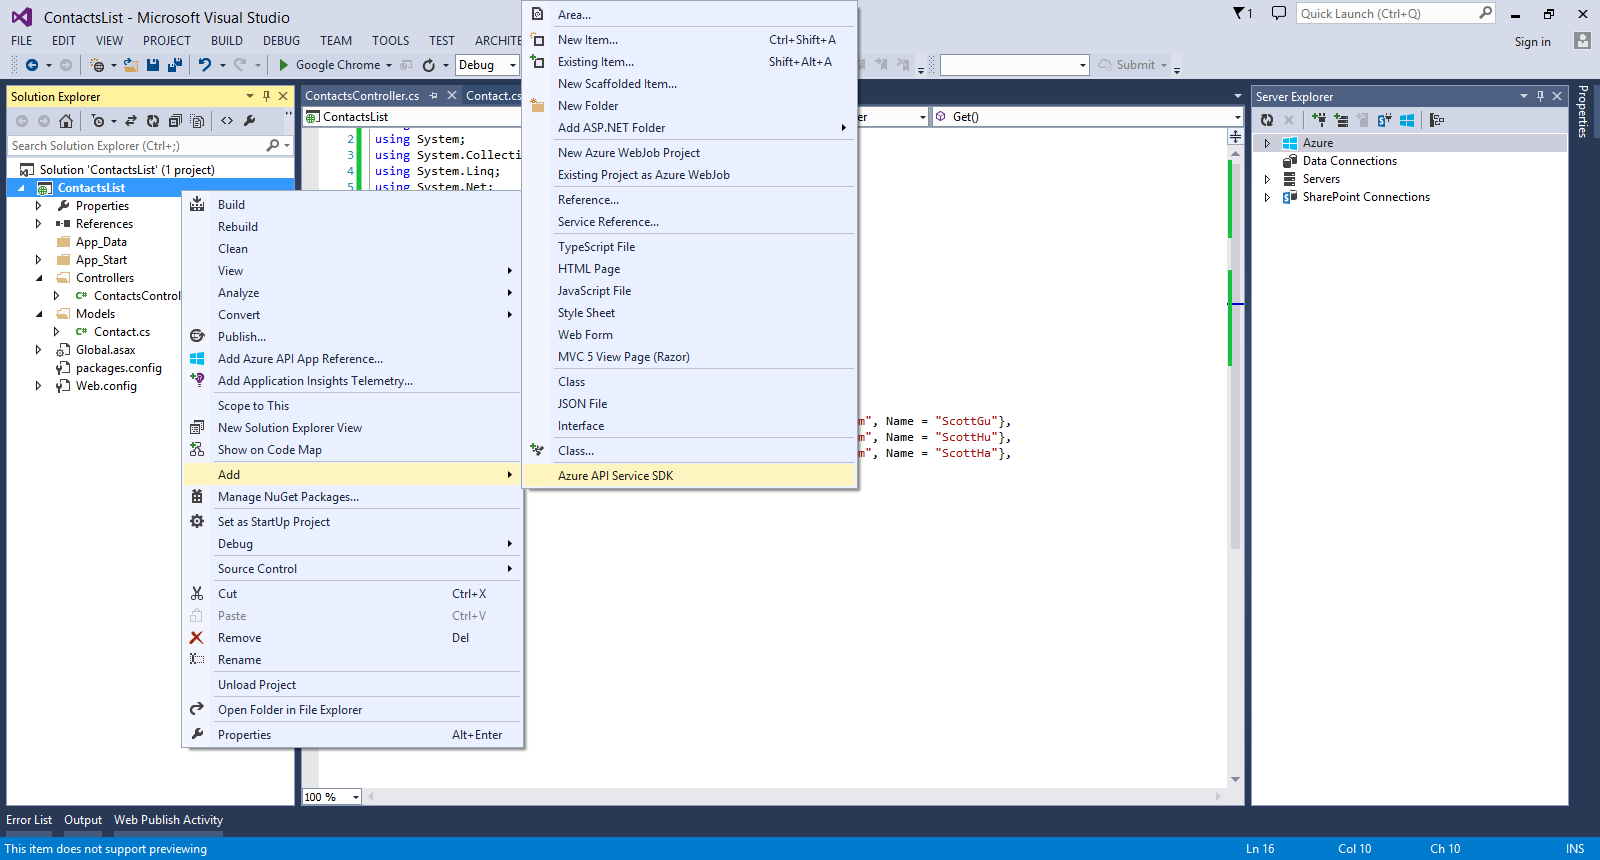 ContactsList - Microsoft Visual Studio
1
Quick Launch (Ctrl+Q)
FILE EDIT VIEW PROJECT BUILD DEBUG TEAM TOOLS TEST ARCHITE
Sign in
Google Chrome
Debug
Submit
Solution Explorer
Search Solution Explorer (Ctrl+;)
Solution 'ContactsList' (1 project)
ContactsList
Properties
References
App_Data
App_Start
Controllers
C# ContactsControl
Models
C# Contact.cs
Global.asax
packages.config
Web.config
ContactsController.cs
Contact.cs
ContactsList
er
Get()
2 using System;
3 using System.Collecti
4 using System.Linq;
5 using System.Net;
m", Name = "ScottGu"},
m", Name = "ScottHu"},
m", Name = "ScottHa"},
Build
Rebuild
Clean
View
Analyze
Convert
Publish...
Add Azure API App Reference...
Add Application Insights Telemetry...
Scope to This
New Solution Explorer View
Show on Code Map
Add
Manage NuGet Packages...
Set as StartUp Project
Debug
Source Control
Cut Ctrl+X
Paste Ctrl+V
Remove Del
Rename
Unload Project
Open Folder in File Explorer
Properties Alt+Enter
Area...
New Item... Ctrl+Shift+A
Existing Item... Shift+Alt+A
New Scaffolded Item...
New Folder
Add ASP.NET Folder
New Azure WebJob Project
Existing Project as Azure WebJob
Reference...
Service Reference...
TypeScript File
HTML Page
JavaScript File
Style Sheet
Web Form
MVC 5 View Page (Razor)
Class
JSON File
Interface
Class...
Azure API Service SDK
Server Explorer
Azure
Data Connections
Servers
SharePoint Connections
Properties
100 %
Error List Output Web Publish Activity
This item does not support previewing
Ln 16 Col 10 Ch 10 INS